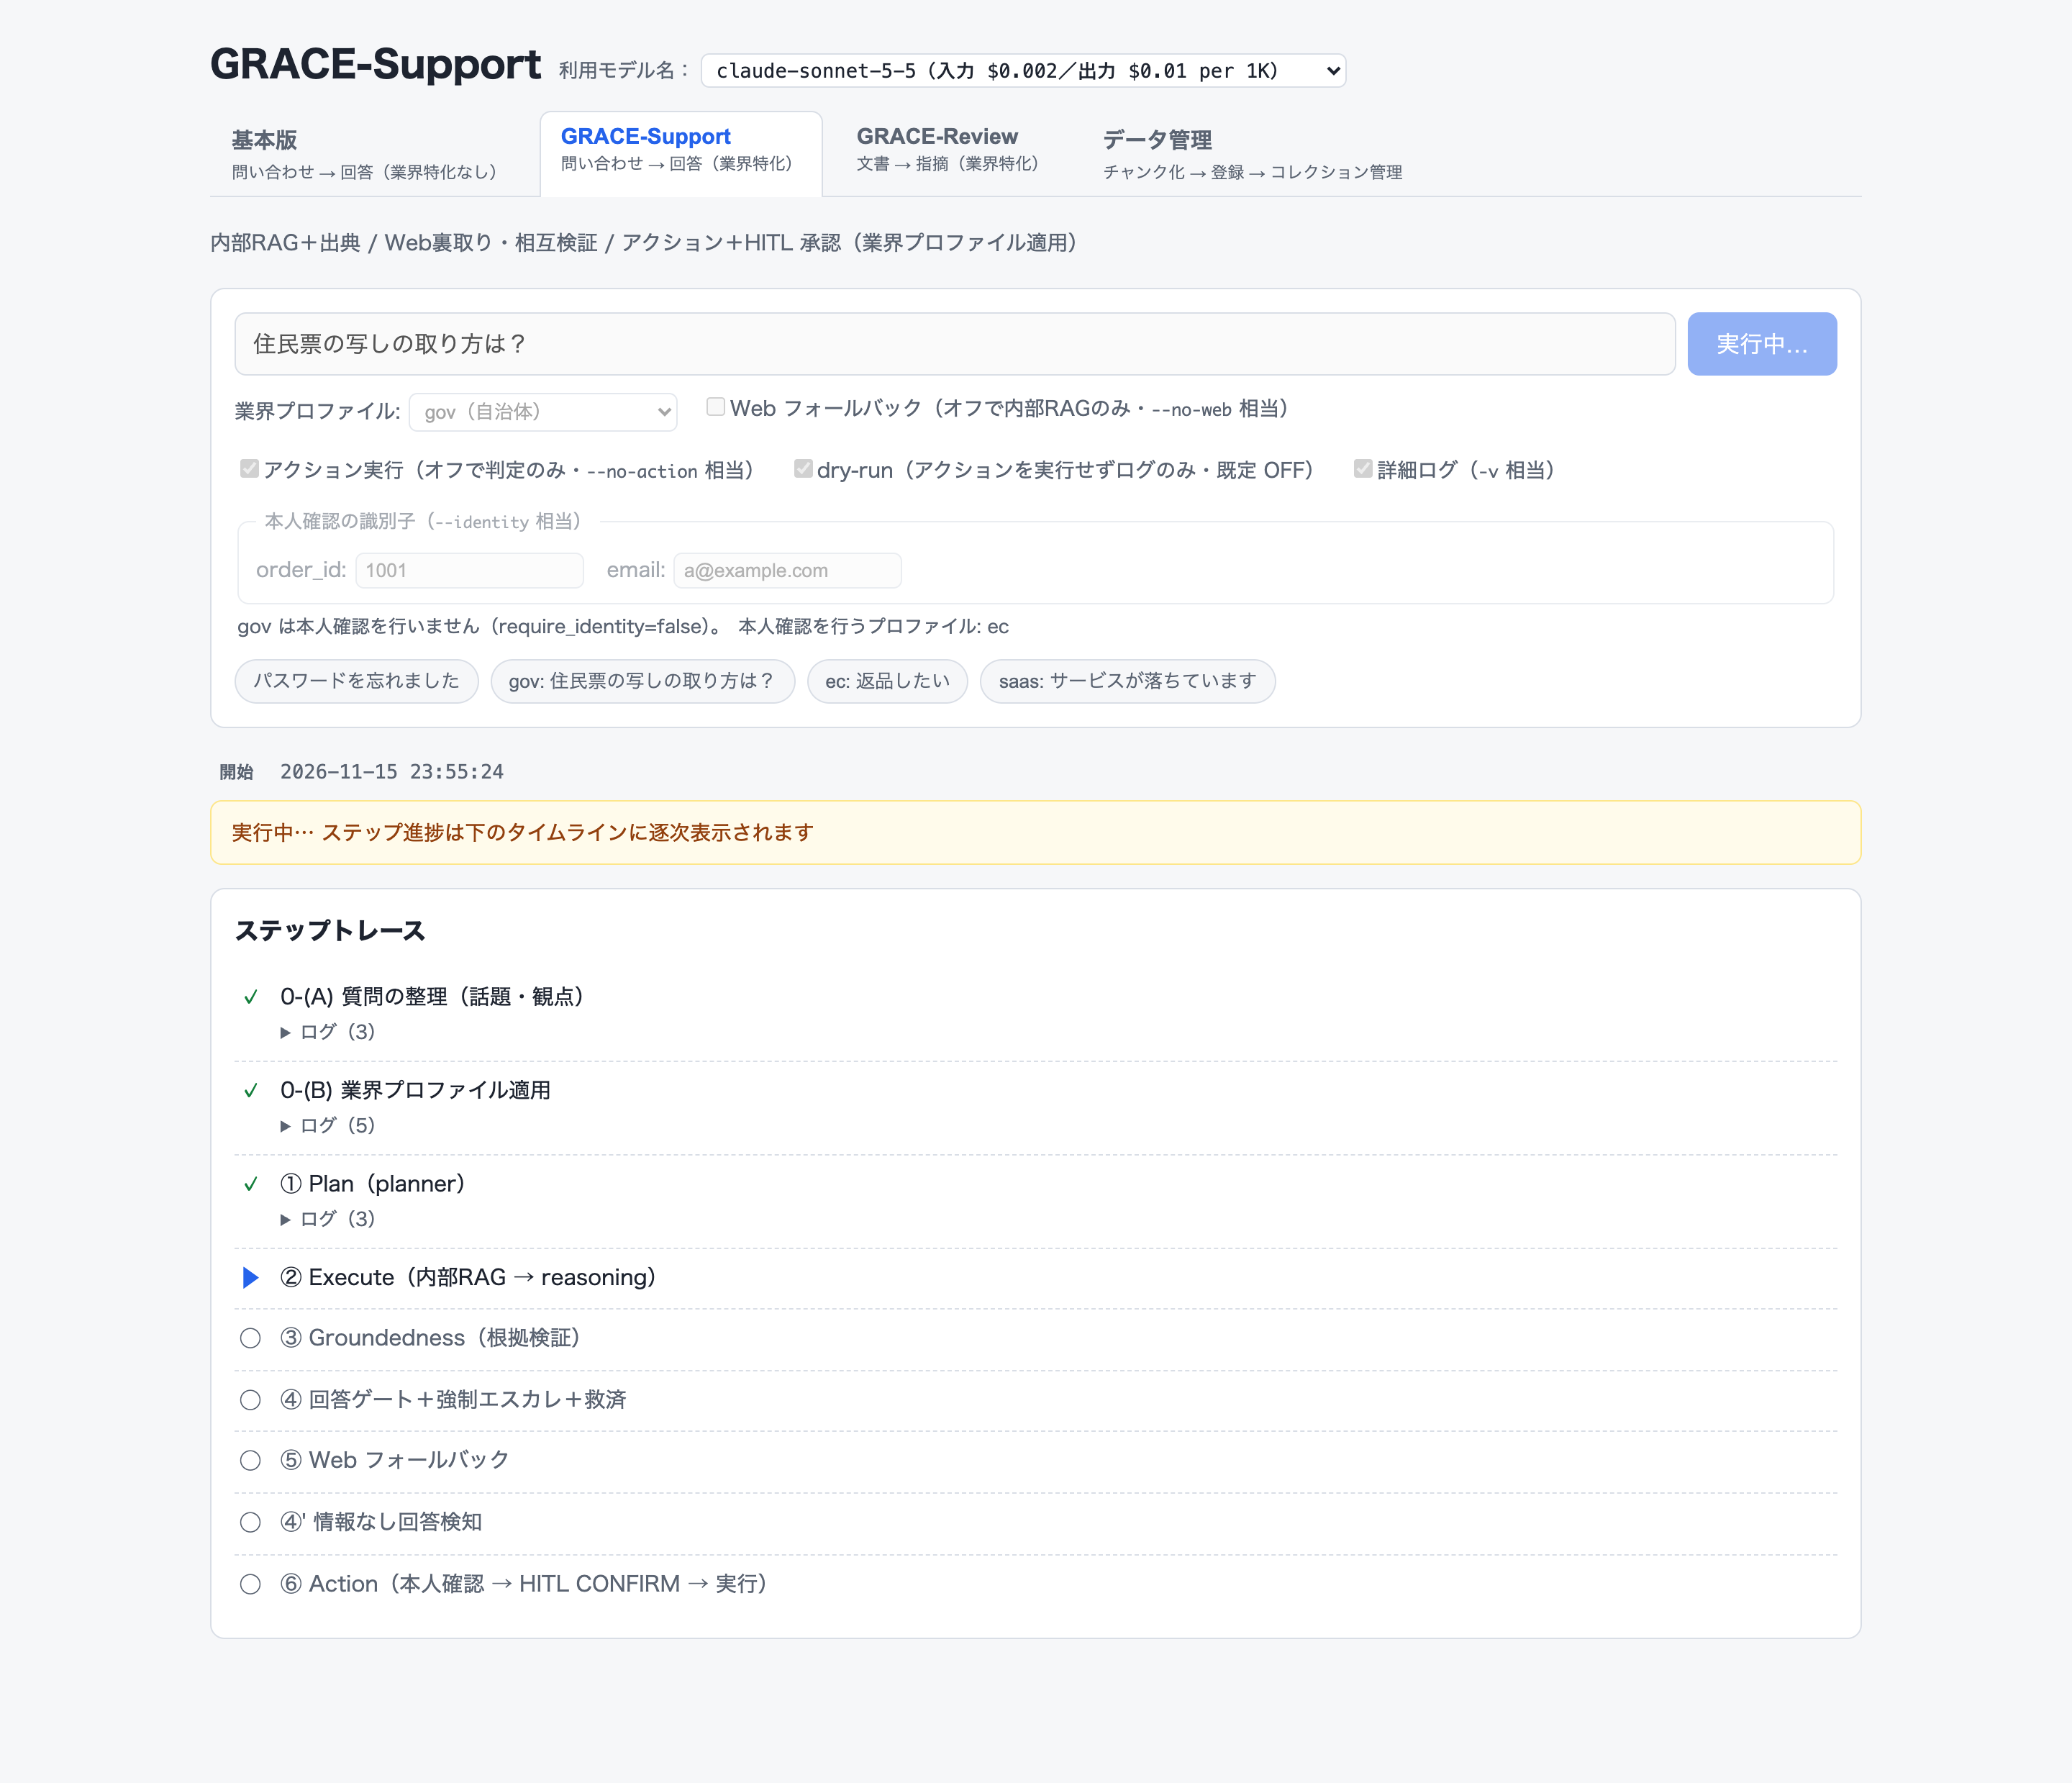 GRACE-Support 利用モデル名： claude-sonnet-5-5（入力 $0.002／出力 $0.01 per 1K）
基本版
問い合わせ → 回答（業界特化なし）
GRACE-Support
問い合わせ → 回答（業界特化）
GRACE-Review
文書 → 指摘（業界特化）
データ管理
チャンク化 → 登録 → コレクション管理
内部RAG＋出典 / Web裏取り・相互検証 / アクション＋HITL 承認（業界プロファイル適用）
住民票の写しの取り方は？ 実行中…
業界プロファイル: gov（自治体） Web フォールバック（オフで内部RAGのみ・--no-web 相当）
アクション実行（オフで判定のみ・--no-action 相当） dry-run（アクションを実行せずログのみ・既定 OFF） 詳細ログ（-v 相当）
本人確認の識別子（--identity 相当）
order_id: 1001 email: a@example.com
gov は本人確認を行いません（require_identity=false）。 本人確認を行うプロファイル: ec
パスワードを忘れました gov: 住民票の写しの取り方は？ ec: 返品したい saas: サービスが落ちています
開始 2026-11-15 23:55:24
実行中… ステップ進捗は下のタイムラインに逐次表示されます
ステップトレース
✓ 0-(A) 質問の整理（話題・観点）
▶ ログ（3）
✓ 0-(B) 業界プロファイル適用
▶ ログ（5）
✓ ① Plan（planner）
▶ ログ（3）
▶ ② Execute（内部RAG → reasoning）
○ ③ Groundedness（根拠検証）
○ ④ 回答ゲート＋強制エスカレ＋救済
○ ⑤ Web フォールバック
○ ④' 情報なし回答検知
○ ⑥ Action（本人確認 → HITL CONFIRM → 実行）